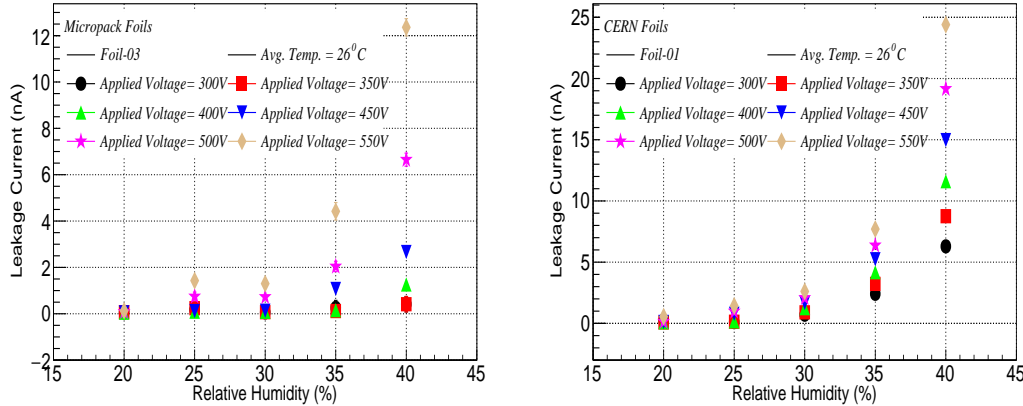 Micropack Foils
Foil-03 Avg. Temp. = 26⁰C
Applied Voltage= 300V Applied Voltage= 350V
Applied Voltage= 400V Applied Voltage= 450V
Applied Voltage= 500V Applied Voltage= 550V
Leakage Current (nA)
12
10
8
6
4
2
0
−2
15 20 25 30 35 40 45
Relative Humidity (%)
CERN Foils
Foil-01 Avg. Temp. = 26⁰C
Applied Voltage= 300V Applied Voltage= 350V
Applied Voltage= 400V Applied Voltage= 450V
Applied Voltage= 500V Applied Voltage= 550V
Leakage Current (nA)
25
20
15
10
5
0
15 20 25 30 35 40 45
Relative Humidity (%)